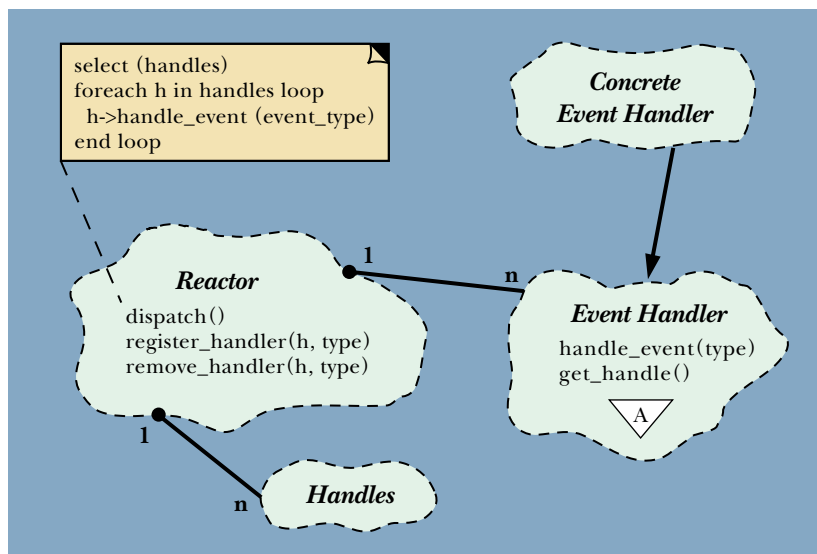 select (handles)
foreach h in handles loop
h->handle_event (event_type)
end loop
Concrete
Event Handler
Reactor
dispatch()
register_handler(h, type)
remove_handler(h, type)
1
n
Event Handler
handle_event(type)
get_handle()
A
1
n
Handles